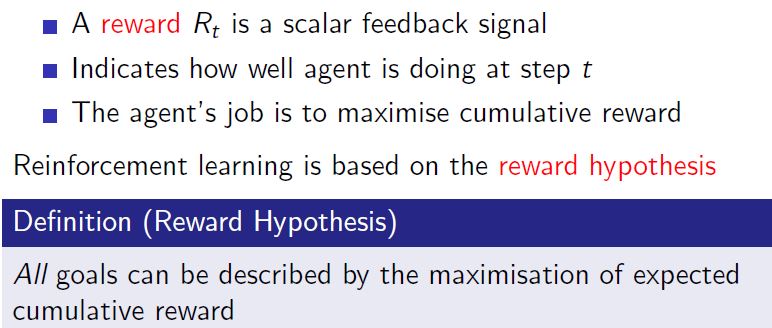 A reward Rt is a scalar feedback signal
Indicates how well agent is doing at step t
The agent's job is to maximise cumulative reward
Reinforcement learning is based on the reward hypothesis
Definition (Reward Hypothesis)
All goals can be described by the maximisation of expected
cumulative reward